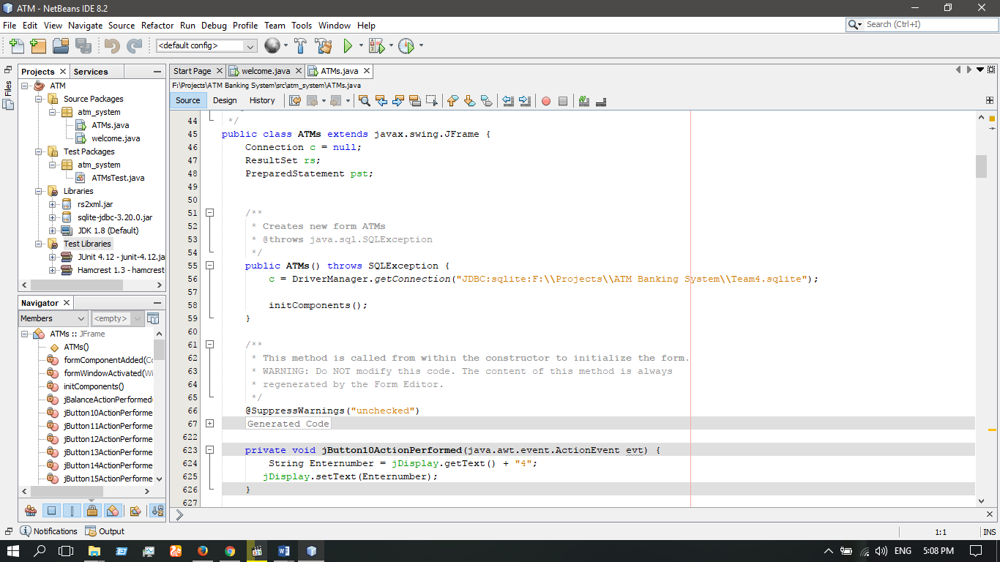 ATM - NetBeans IDE 8.2
File Edit View Navigate Source Refactor Run Debug Profile Team Tools Window Help
Search (Ctrl+I)
<default config>
Files
Projects Services
ATM
Source Packages
atm_system
ATMs.java
welcome.java
Test Packages
atm_system
ATMsTest.java
Libraries
rs2xml.jar
sqlite-jdbc-3.20.0.jar
JDK 1.8 (Default)
Test Libraries
JUnit 4.12 - junit-4.12.ja
Hamcrest 1.3 - hamcrest
Navigator
Members <empty>
ATMs :: JFrame
ATMs()
formComponentAdded(Co
formWindowActivated(Wi
initComponents()
jBalanceActionPerformed
jButton10ActionPerforme
jButton11ActionPerforme
jButton12ActionPerforme
jButton13ActionPerforme
jButton14ActionPerforme
jButton15ActionPerforme
Start Page welcome.java ATMs.java
F:\Projects\ATM Banking System\src\atm_system\ATMs.java
Source Design History
44 */
45 public class ATMs extends javax.swing.JFrame {
46 Connection c = null;
47 ResultSet rs;
48 PreparedStatement pst;
49
50
51 /**
52 * Creates new form ATMs
53 * @throws java.sql.SQLException
54 */
55 public ATMs() throws SQLException {
56 c = DriverManager.getConnection("JDBC:sqlite:F:\\Projects\\ATM Banking System\\Team4.sqlite");
57
58 initComponents();
59 }
60
61 /**
62 * This method is called from within the constructor to initialize the form.
63 * WARNING: Do NOT modify this code. The content of this method is always
64 * regenerated by the Form Editor.
65 */
66 @SuppressWarnings("unchecked")
67 Generated Code
622
623 private void jButton10ActionPerformed(java.awt.event.ActionEvent evt) {
624 String Enternumber = jDisplay.getText() + "4";
625 jDisplay.setText(Enternumber);
626 }
627
Notifications Output
1:1 INS
ENG 5:08 PM